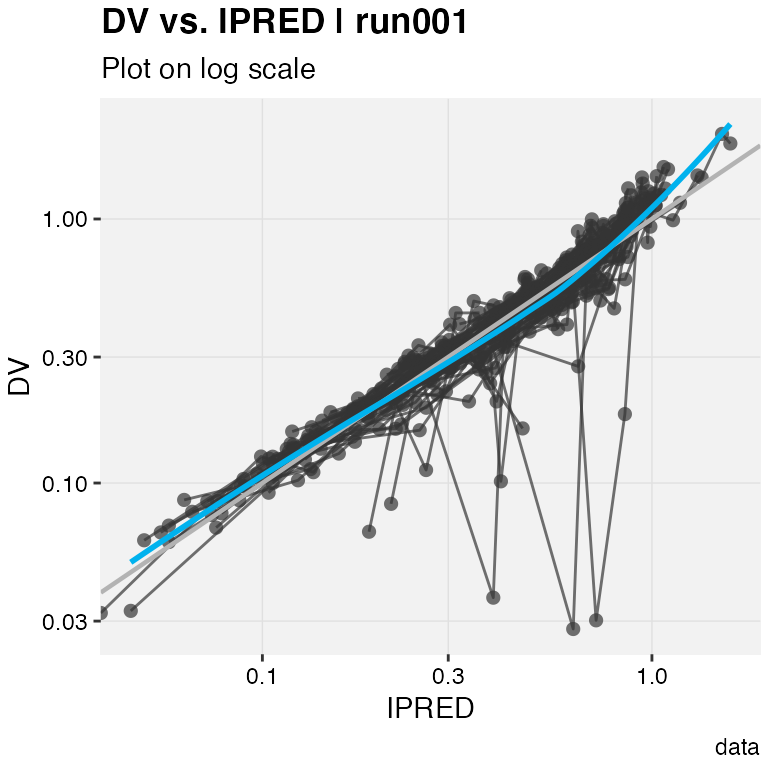 DV vs. IPRED | run001
Plot on log scale
DV
1.00
0.30
0.10
0.03
0.1
0.3
1.0
IPRED
data